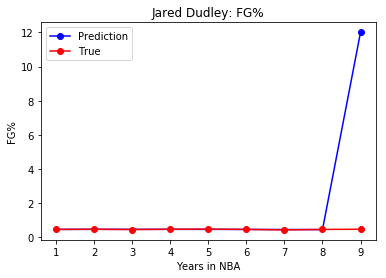 Jared Dudley: FG%
Prediction
True
12
10
8
6
4
2
0
FG%
1 2 3 4 5 6 7 8 9
Years in NBA